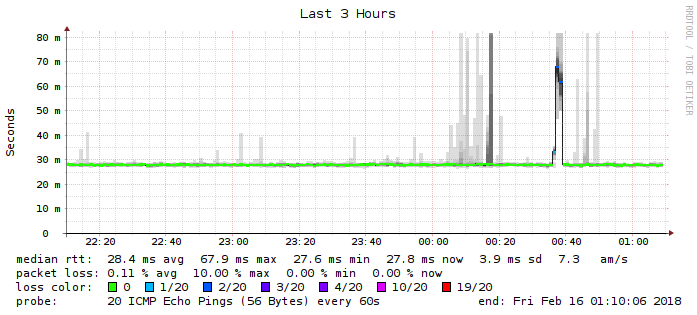 Last 3 Hours
RRDTOOL / TOBI OETIKER
Seconds
80 m
70 m
60 m
50 m
40 m
30 m
20 m
10 m
0
22:20 22:40 23:00 23:20 23:40 00:00 00:20 00:40 01:00
median rtt: 28.4 ms avg 67.9 ms max 27.6 ms min 27.8 ms now 3.9 ms sd 7.3 am/s
packet loss: 0.11 % avg 10.00 % max 0.00 % min 0.00 % now
loss color: 0 1/20 2/20 3/20 4/20 10/20 19/20
probe: 20 ICMP Echo Pings (56 Bytes) every 60s end: Fri Feb 16 01:10:06 2018